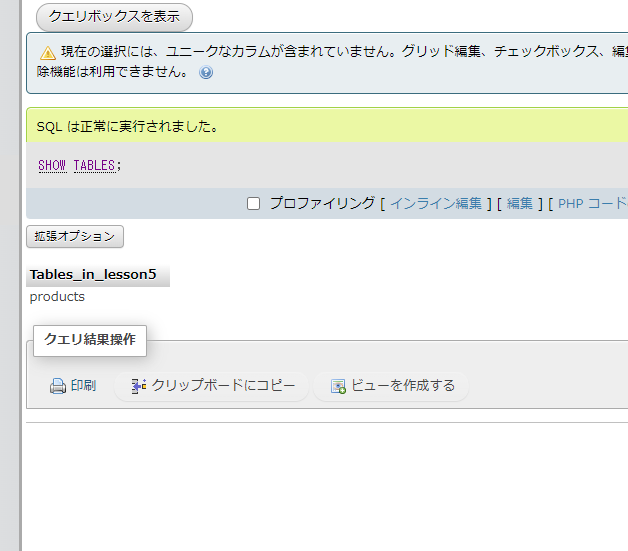 クエリボックスを表示
現在の選択には、ユニークなカラムが含まれていません。グリッド編集、チェックボックス、編集
除機能は利用できません。
SQL は正常に実行されました。
SHOW TABLES;
プロファイリング [ インライン編集 ] [ 編集 ] [ PHP コード
拡張オプション
Tables_in_lesson5
products
クエリ結果操作
印刷 クリップボードにコピー ビューを作成する